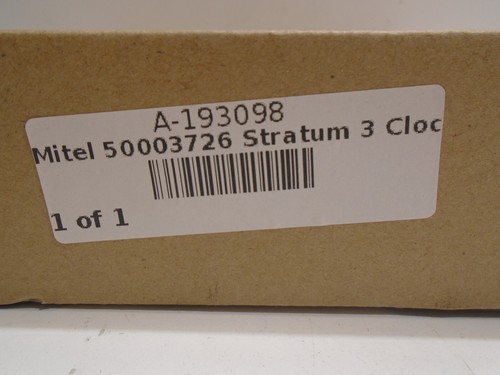 A-193098
Mitel 50003726 Stratum 3 Cloc
1 of 1